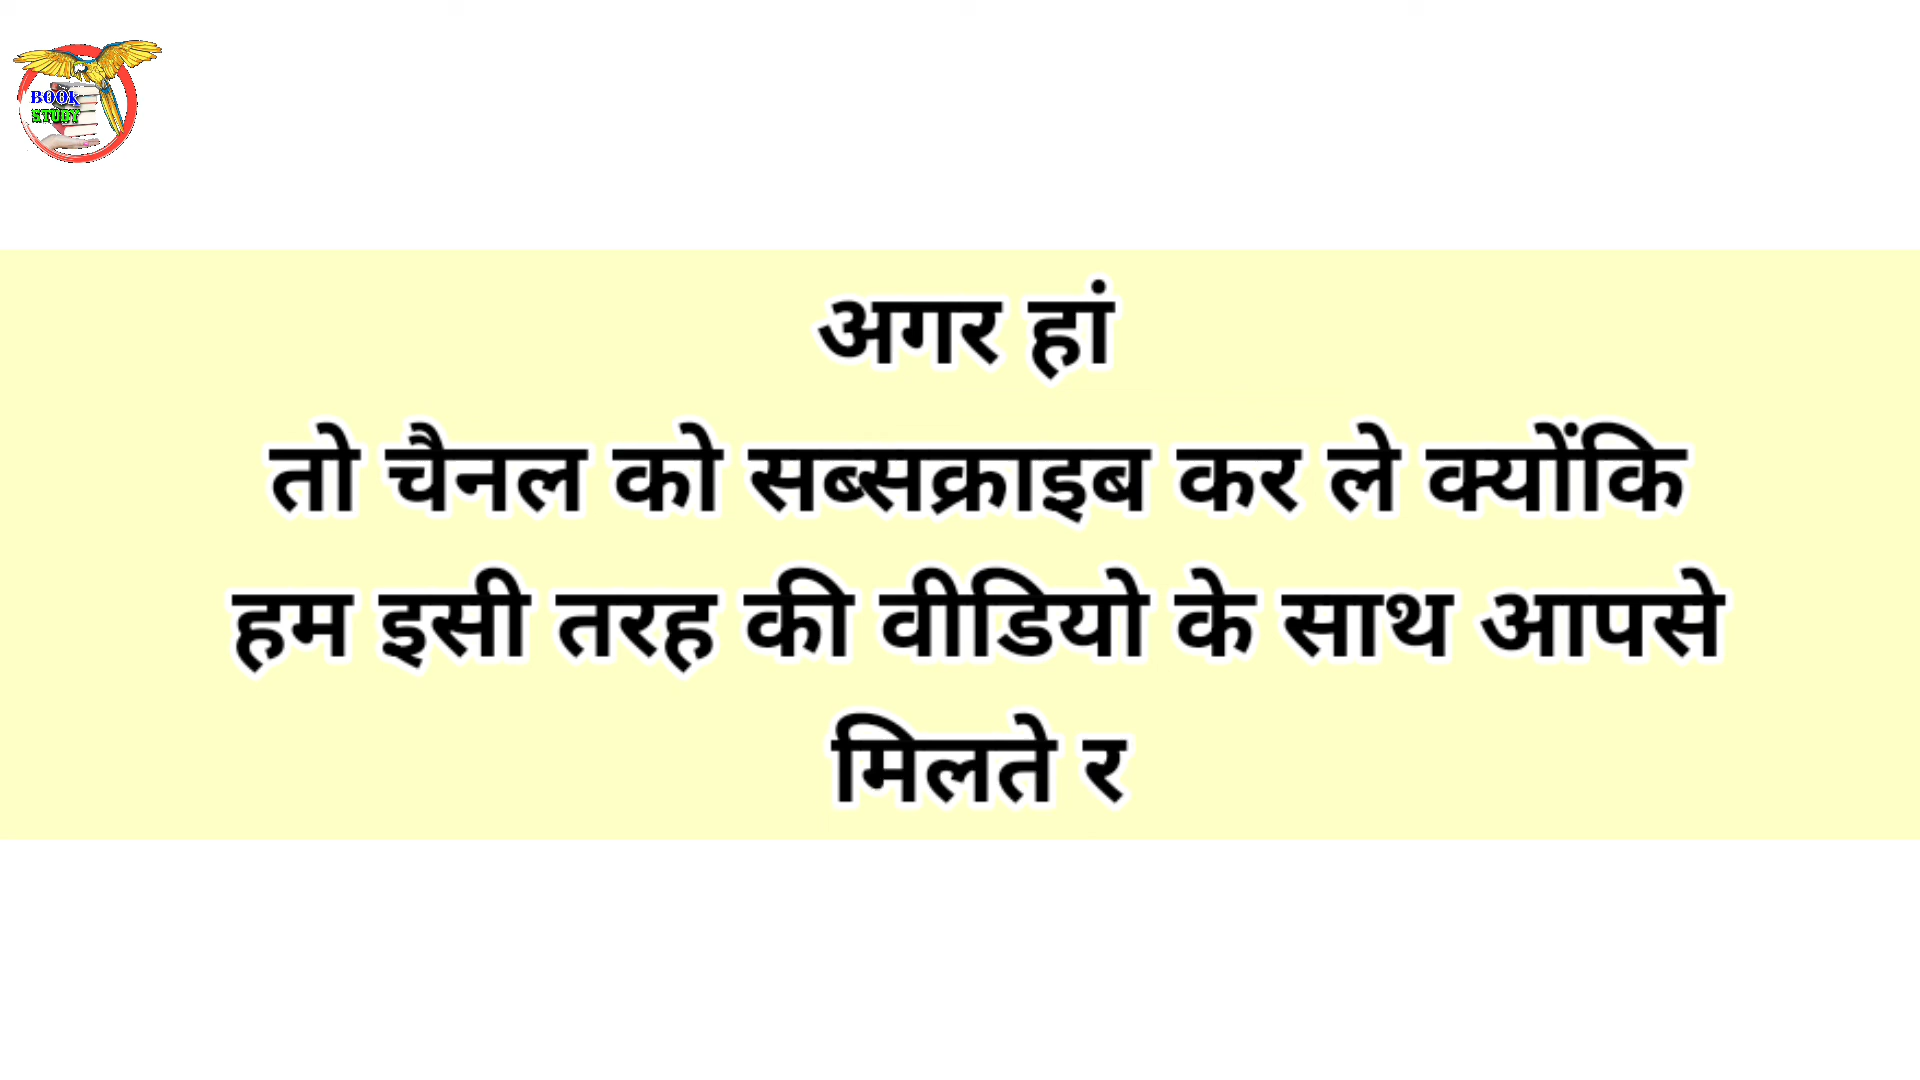 BOOK
STUDY
अगर हां
तो चैनल को सब्सक्राइब कर ले क्योंकि
हम इसी तरह की वीडियो के साथ आपसे
मिलते र